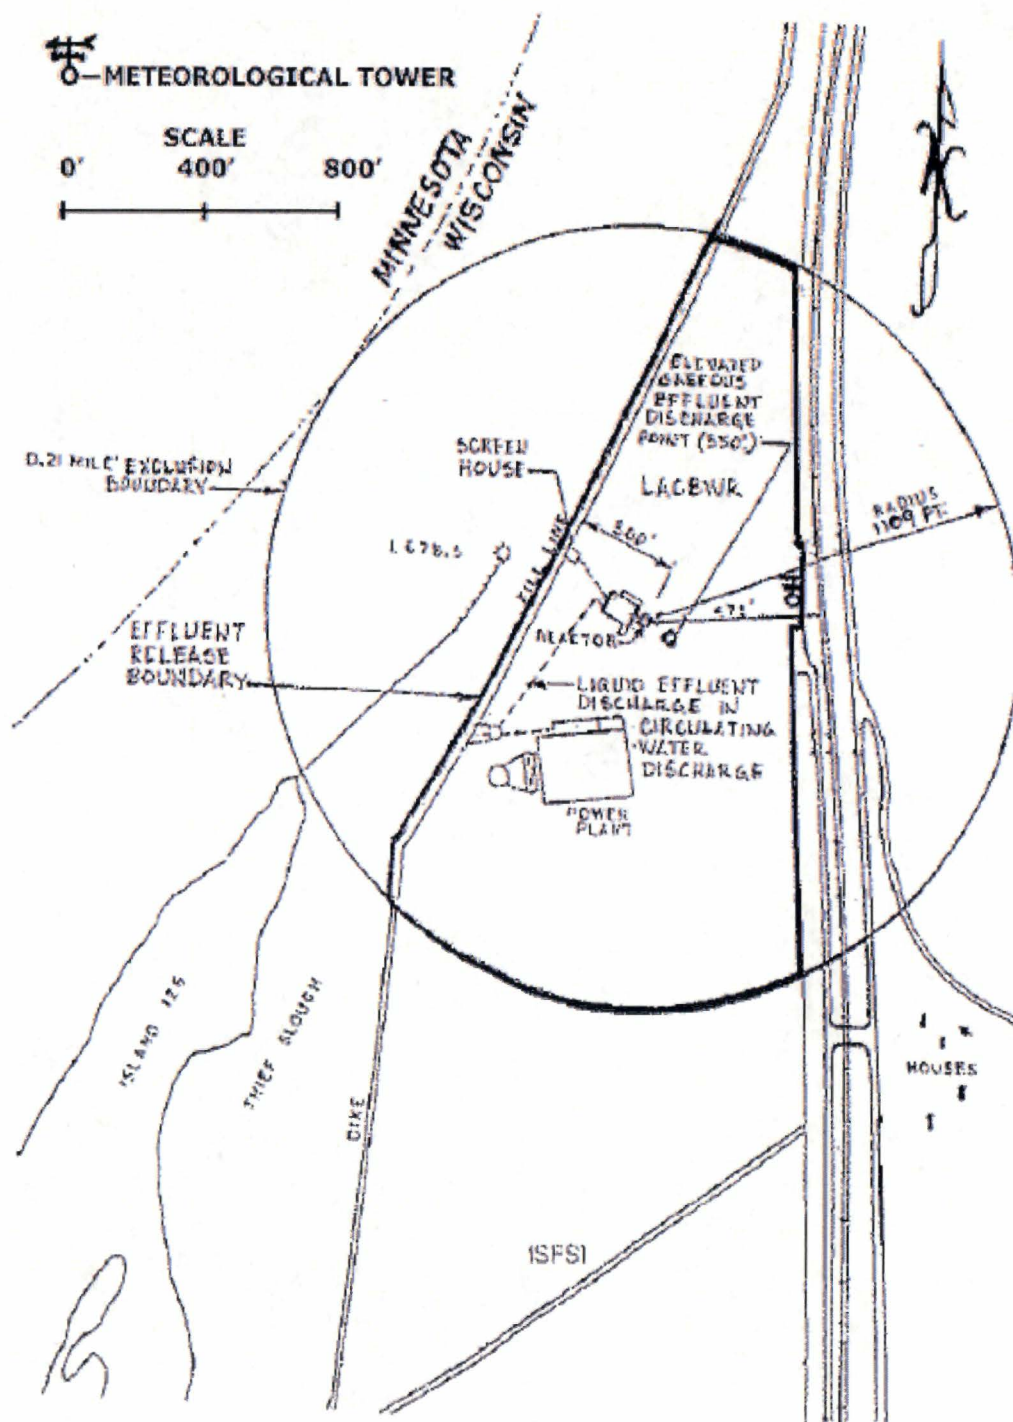 METEOROLOGICAL TOWER
SCALE
0' 400' 800'
MINNESOTA
WISCONSIN
ELEVATED
GASEOUS
EFFLUENT
DISCHARGE
POINT (350')
SCREEN
HOUSE
LACBWR
0.21 MILE EXCLUSION
BOUNDARY
RADIUS
1109 FT.
FILL LINE
EFFLUENT
RELEASE
BOUNDARY
REACTOR
LIQUID EFFLUENT
DISCHARGE IN
CIRCULATING
WATER
DISCHARGE
POWER
PLANT
ISLAND 126
THIEF SLOUGH
DIKE
HOUSES
ISFSI